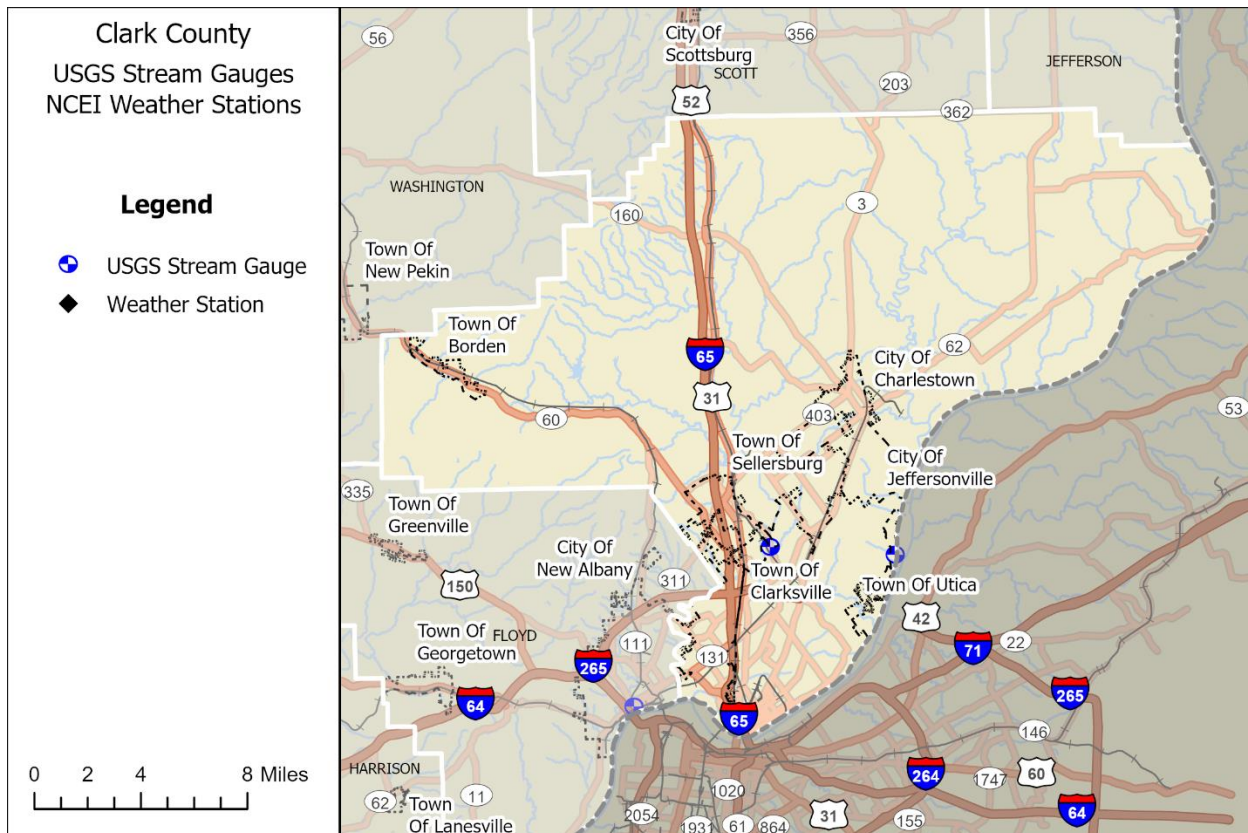 Clark County
USGS Stream Gauges
NCEI Weather Stations
Legend
USGS Stream Gauge
Weather Station
0 2 4 8 Miles
56
City Of
Scottsburg
SCOTT
356
JEFFERSON
203
52
362
WASHINGTON
160
3
Town Of
New Pekin
Town Of
Borden
65
62
City Of
Charlestown
31
403
53
60
Town Of
Sellersburg
City Of
Jeffersonville
335
Town Of
Greenville
City Of
New Albany
311
150
Town Of
Clarksville
Town Of Utica
42
22
71
Town Of
Georgetown
FLOYD
111
131
265
265
64
65
146
HARRISON
264
1747
60
62
11
Town
Of Lanesville
1020
2054
1931
61
864
31
155
64